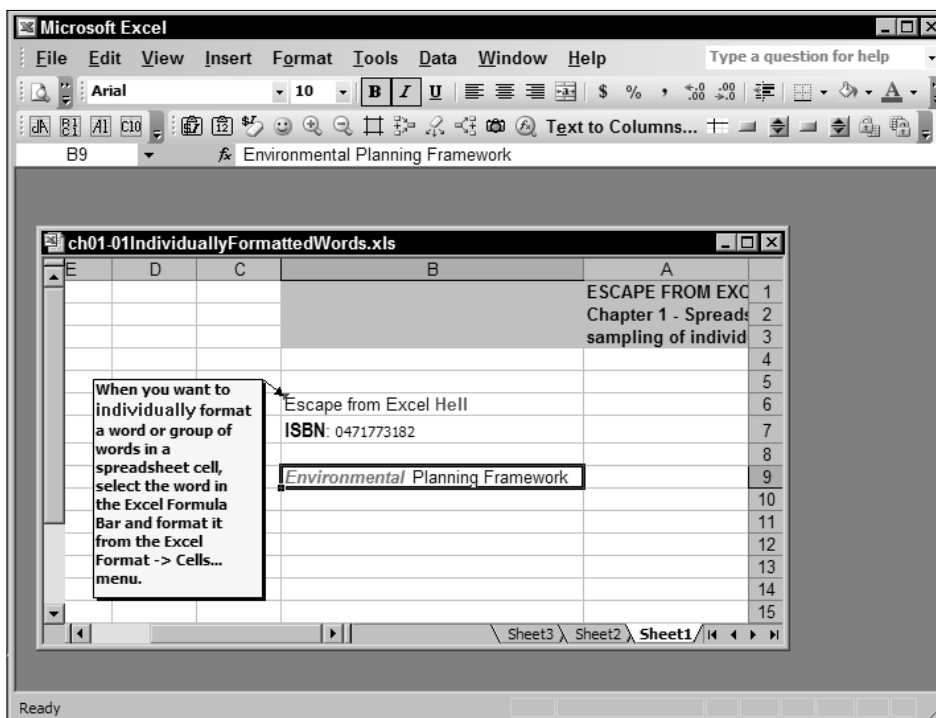 Microsoft Excel
File Edit View Insert Format Tools Data Window Help Type a question for help
Arial 10 B I U $ % , .00
Text to Columns...
B9 fx Environmental Planning Framework
ch01-01IndividuallyFormattedWords.xls
E D C B A
ESCAPE FROM EXC 1
Chapter 1 - Spreads 2
sampling of individ 3
4
5
Escape from Excel Hell 6
ISBN: 0471773182 7
8
Environmental Planning Framework 9
10
11
12
13
14
15
When you want to
individually format
a word or group of
words in a
spreadsheet cell,
select the word in
the Excel Formula
Bar and format it
from the Excel
Format -> Cells...
menu.
Sheet3 Sheet2 Sheet1
Ready